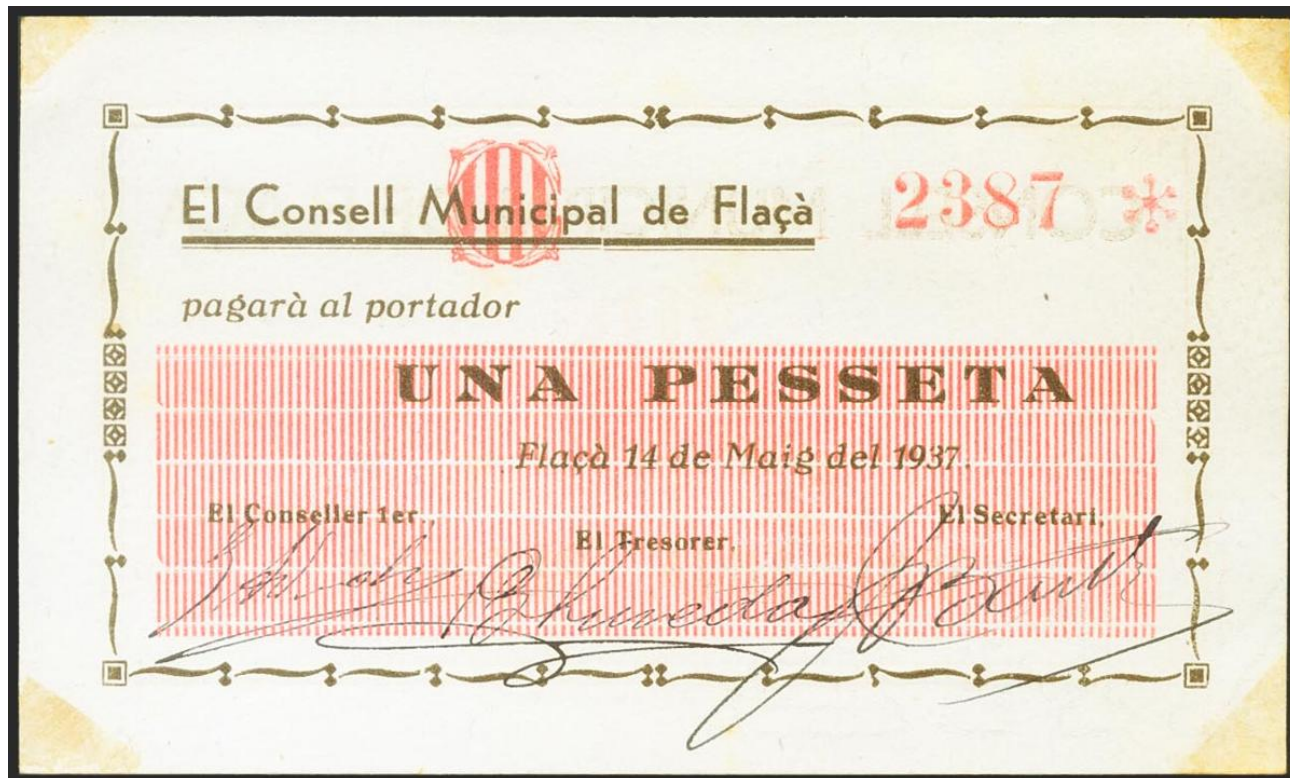 El Consell Municipal de Flaçà 2387 *
pagarà al portador
UNA PESSETA
Flaçà 14 de Maig del 1937.
El Conseller 1er., El Secretari,
El Tresorer,